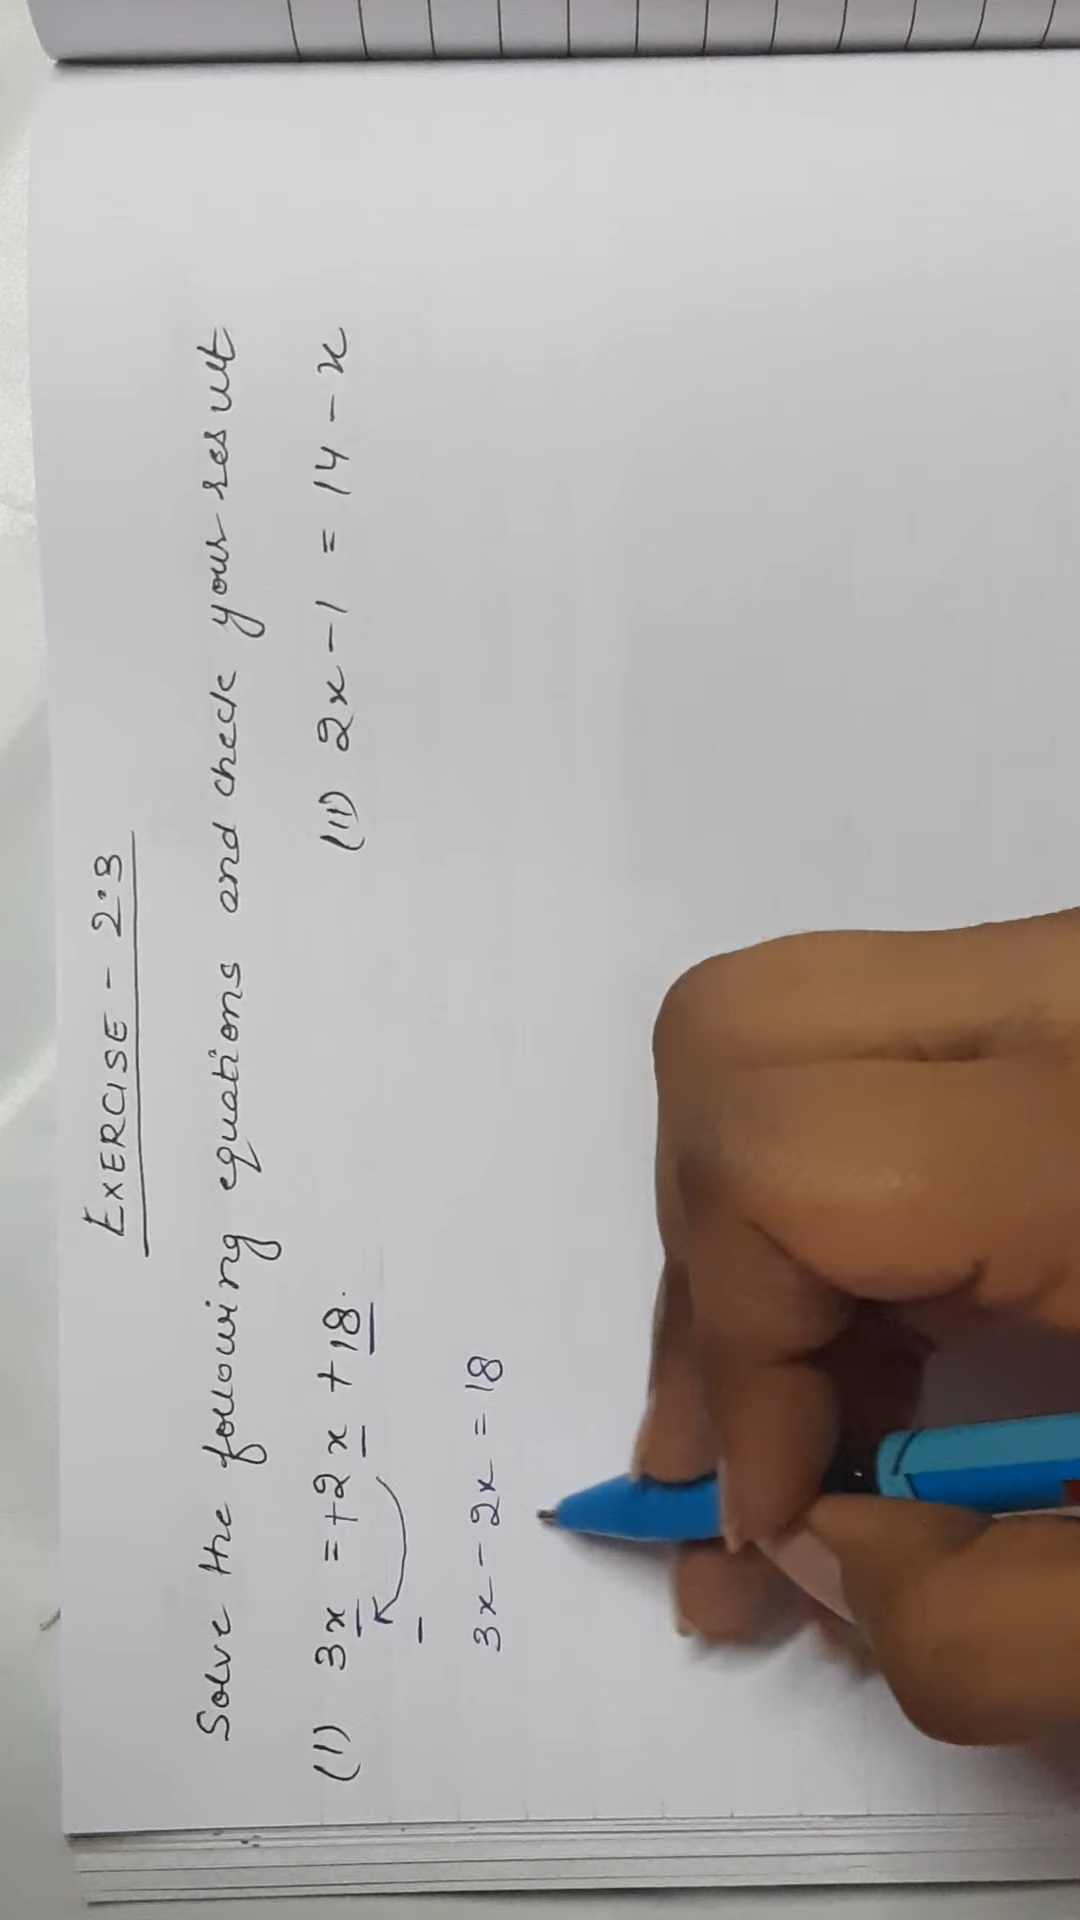 EXERCISE - 2.3
Solve the following equations and check your result
(I) 3x = +2x + 18. (II) 2x - 1 = 14 - x
-
3x - 2x = 18